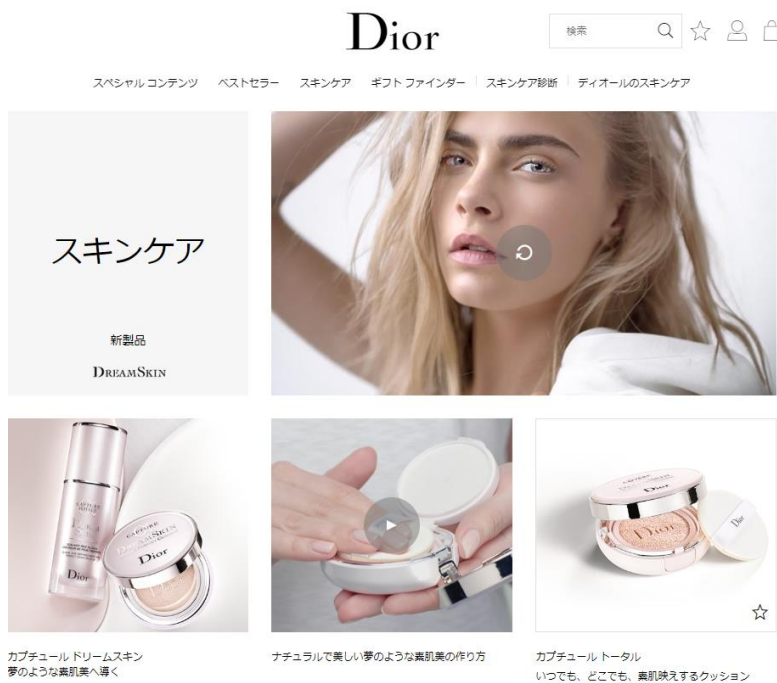 Dior
検索
スペシャル コンテンツ ベストセラー スキンケア ギフト ファインダー スキンケア診断 ディオールのスキンケア
スキンケア
新製品
DREAMSKIN
CAPTURE
DREAMSKIN
Dior
Dior
Dior
Dior
Dior
カプチュール ドリームスキン
夢のような素肌美へ導く
ナチュラルで美しい夢のような素肌美の作り方
カプチュール トータル
いつでも、どこでも、素肌映えするクッション